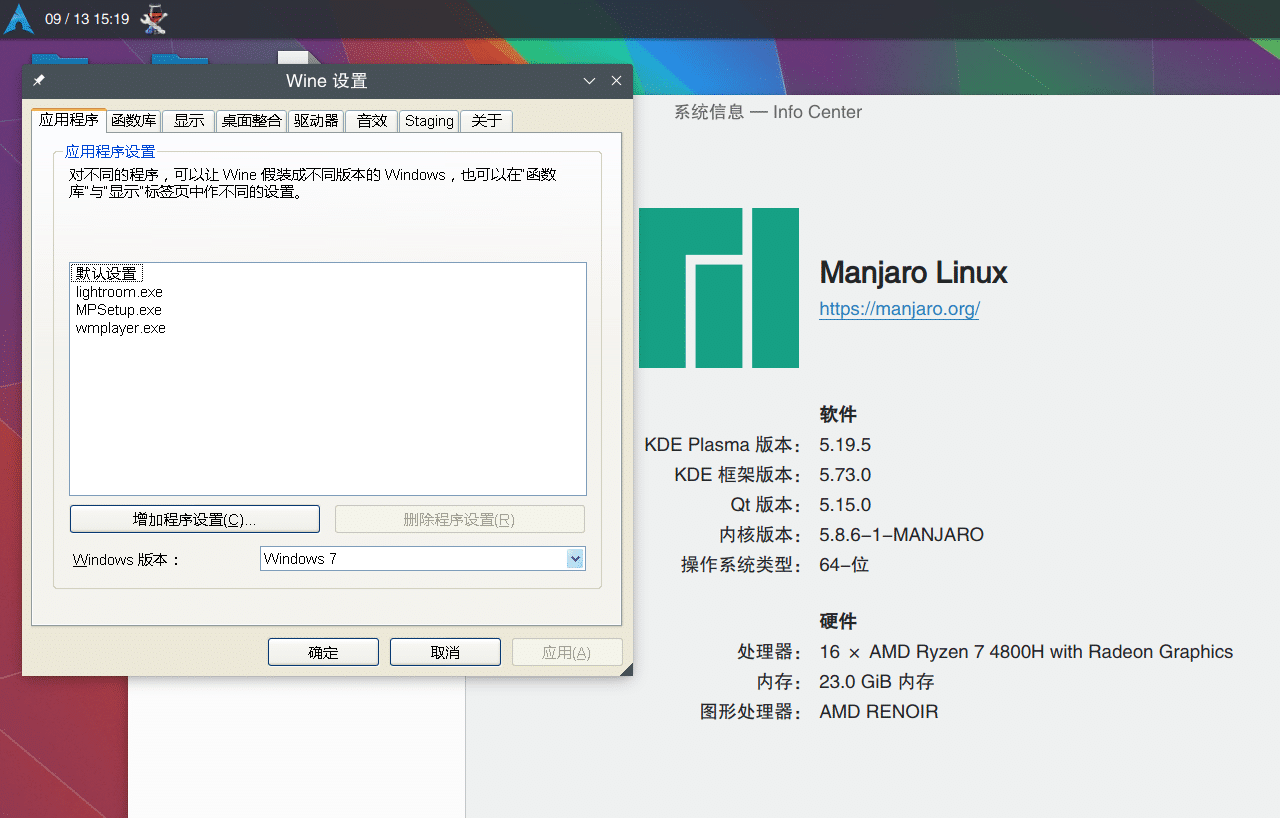 09 / 13 15:19
Wine 设置
应用程序 函数库 显示 桌面整合 驱动器 音效 Staging 关于
应用程序设置
对不同的程序，可以让 Wine 假装成不同版本的 Windows，也可以在"函数
库"与"显示"标签页中作不同的设置。
默认设置
lightroom.exe
MPSetup.exe
wmplayer.exe
增加程序设置(C)... 删除程序设置(R)
Windows 版本： Windows 7
确定 取消 应用(A)
系统信息 — Info Center
Manjaro Linux
https://manjaro.org/
软件
KDE Plasma 版本： 5.19.5
KDE 框架版本： 5.73.0
Qt 版本： 5.15.0
内核版本： 5.8.6-1-MANJARO
操作系统类型： 64-位
硬件
处理器： 16 × AMD Ryzen 7 4800H with Radeon Graphics
内存： 23.0 GiB 内存
图形处理器： AMD RENOIR